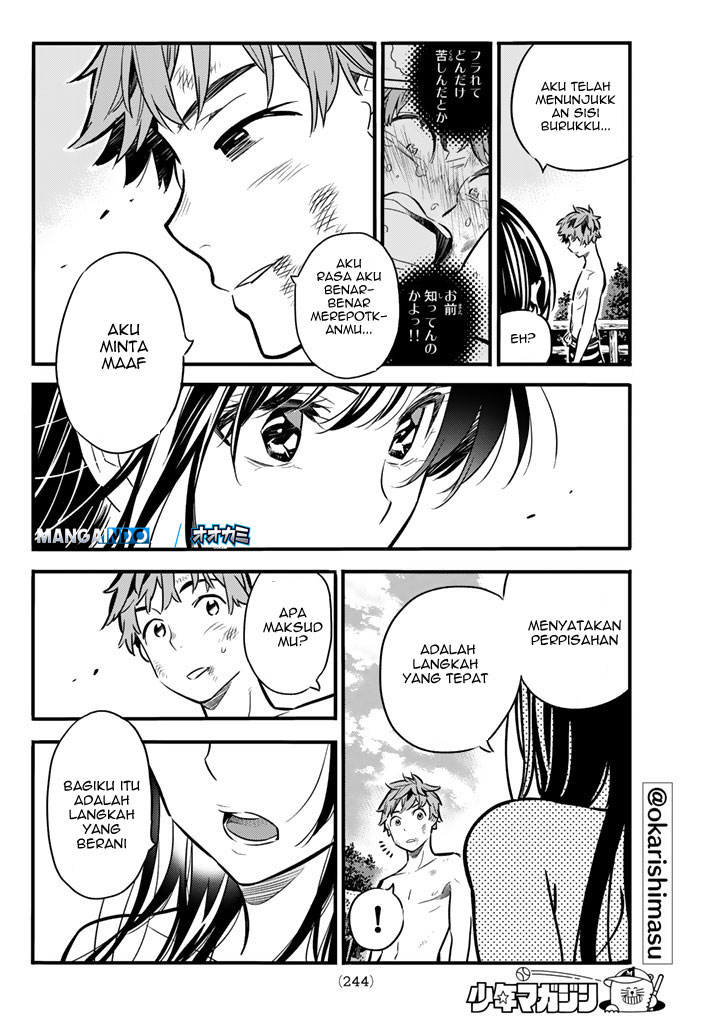 AKU TELAH
MENUNJUKK
AN SISI
BURUKKU...
EH?
フラれて
どんだけ
苦しんだとか
お前
知ってんの
かよっ!!
AKU
RASA AKU
BENAR-
BENAR
MEREPOTK-
ANMU...
AKU
MINTA
MAAF
MANGAINDO / オオカミ
MENYATAKAN
PERPISAHAN
ADALAH
LANGKAH
YANG TEPAT
!
APA
MAKSUD
MU?
BAGIKU ITU
ADALAH
LANGKAH
YANG
BERANI
@okarishimasu
(244)
少年マガジン